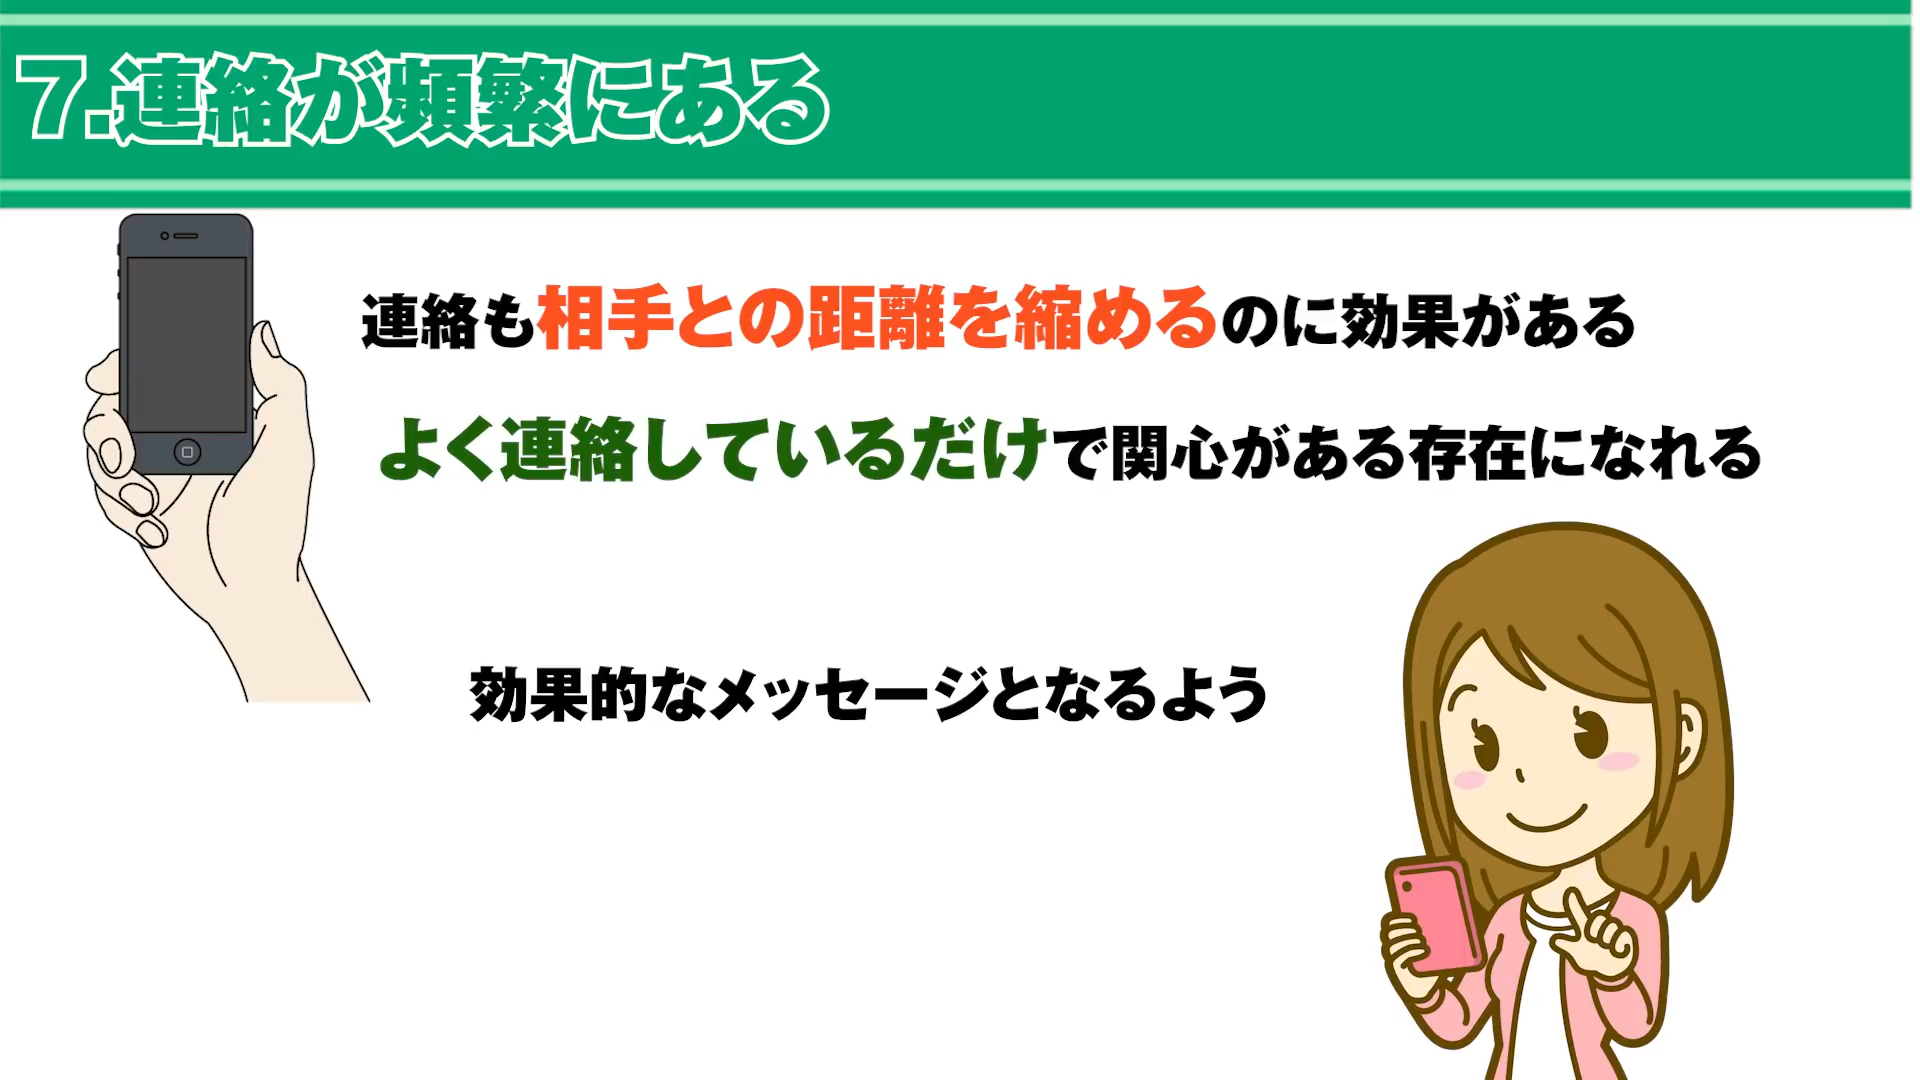 7.連絡が頻繁にある
連絡も相手との距離を縮めるのに効果がある
よく連絡しているだけで関心がある存在になれる
効果的なメッセージとなるよう